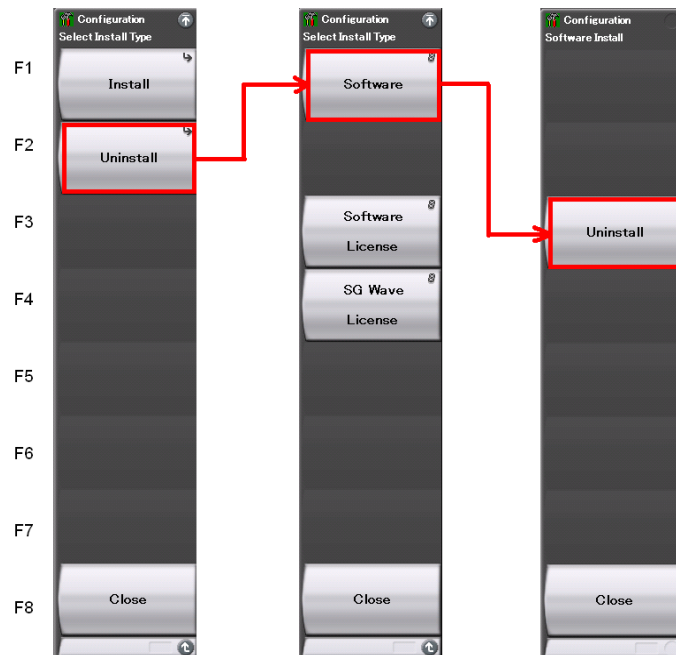 Configuration
Select Install Type
Configuration
Select Install Type
Configuration
Software Install
F1
Install
Software
F2
Uninstall
F3
Software
License
Uninstall
F4
SG Wave
License
F5
F6
F7
F8
Close
Close
Close